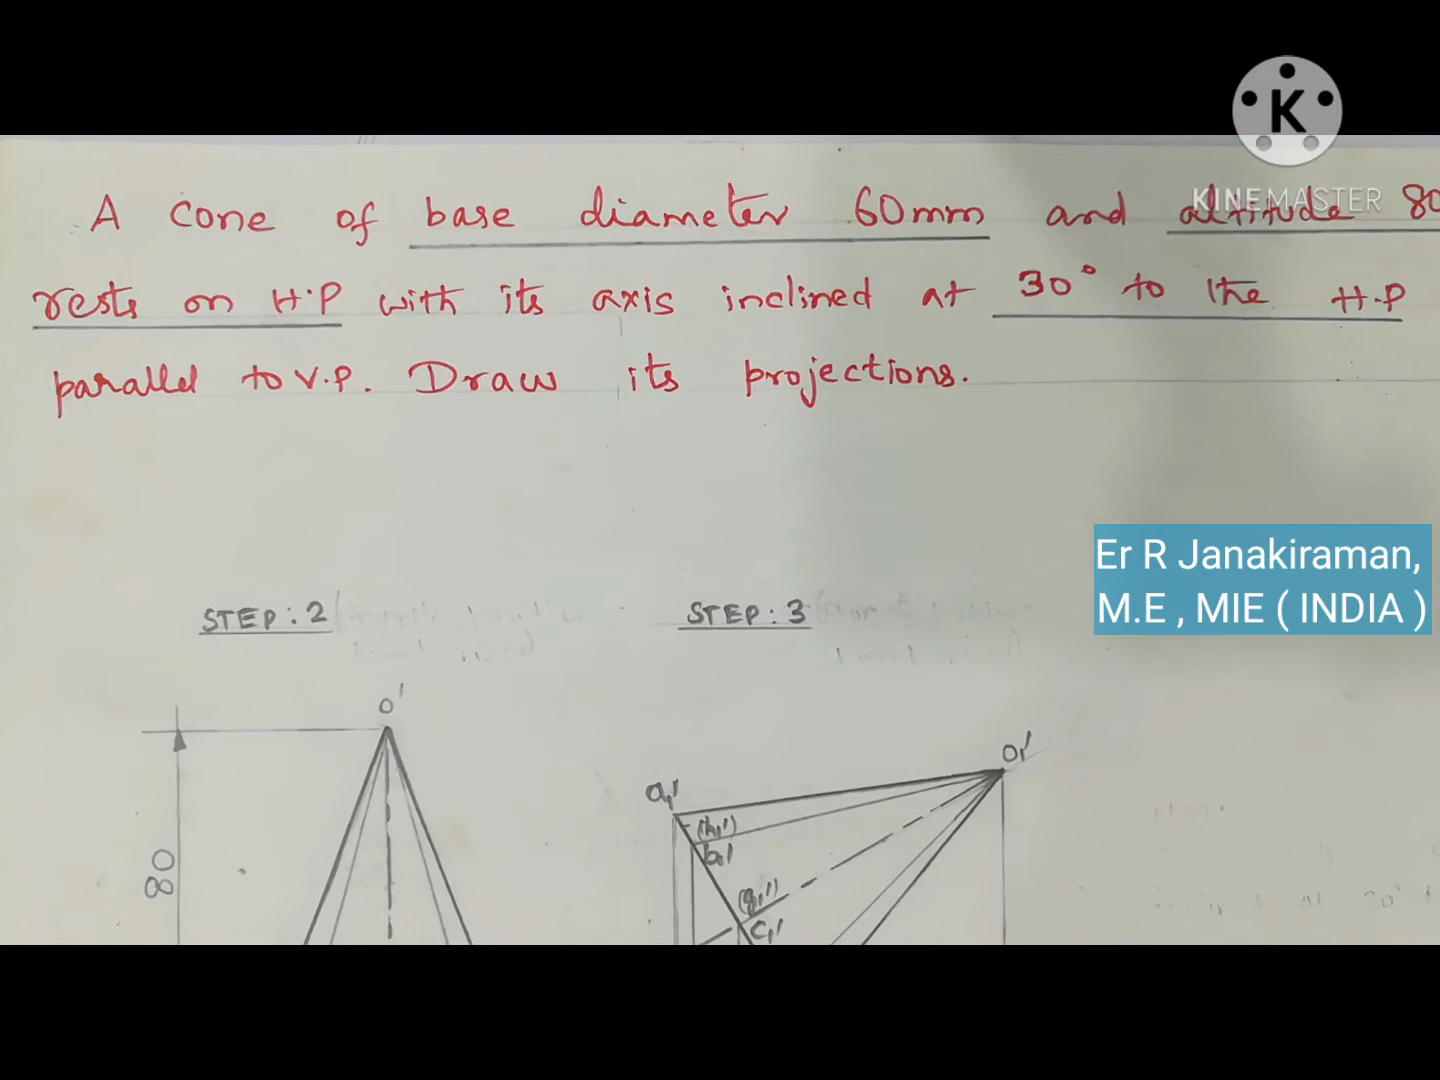 K
KINEMASTER
A cone of base diameter 60mm and altitude 80
rests on H.P with its axis inclined at 30° to the H.P
parallel to V.P. Draw its projections.
Er R Janakiraman,
M.E , MIE ( INDIA )
STEP: 2
STEP: 3
o'
o₁'
a₁'
(h₁')
b₁'
80
(g₁')
c₁'